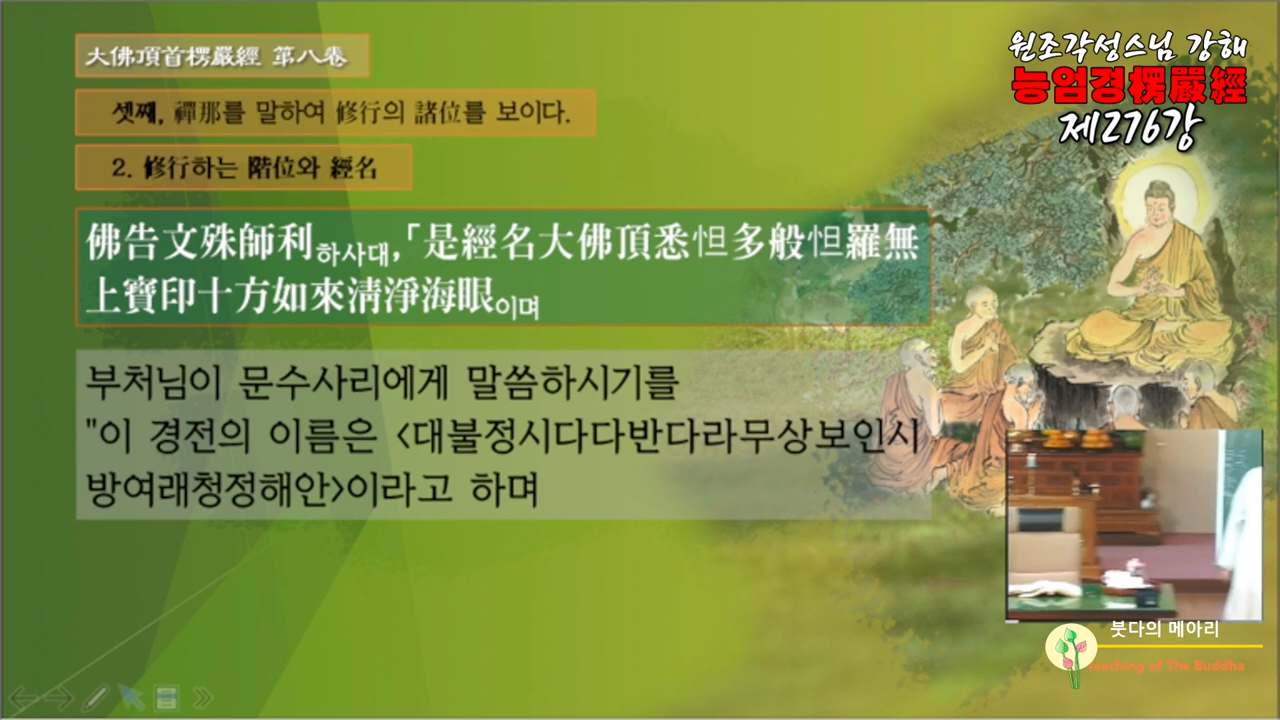 大佛頂首楞嚴經 第八卷
셋째, 禪那를 말하여 修行의 諸位를 보이다.
2. 修行하는 階位와 經名
佛告文殊師利하사대,「是經名大佛頂悉怛多般怛羅無
上寶印十方如來淸淨海眼이며
부처님이 문수사리에게 말씀하시기를
"이 경전의 이름은 <대불정시다다반다라무상보인시
방여래청정해안>이라고 하며
원조각성스님 강해
능엄경楞嚴經
제276강
붓다의 메아리
Teaching of The Buddha